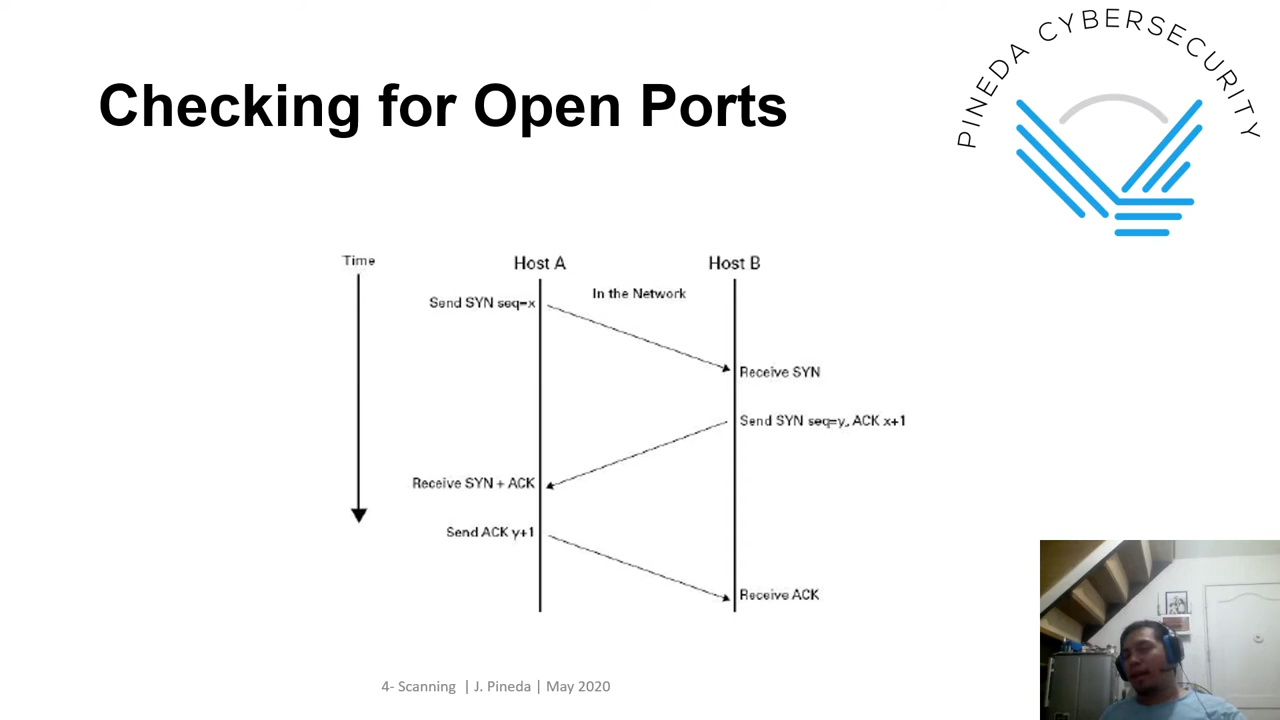 Checking for Open Ports
PINEDA CYBERSECURITY
Time
Host A
Host B
Send SYN seq=x
In the Network
Receive SYN
Send SYN seq=y, ACK x+1
Receive SYN + ACK
Send ACK y+1
Receive ACK
4- Scanning | J. Pineda | May 2020